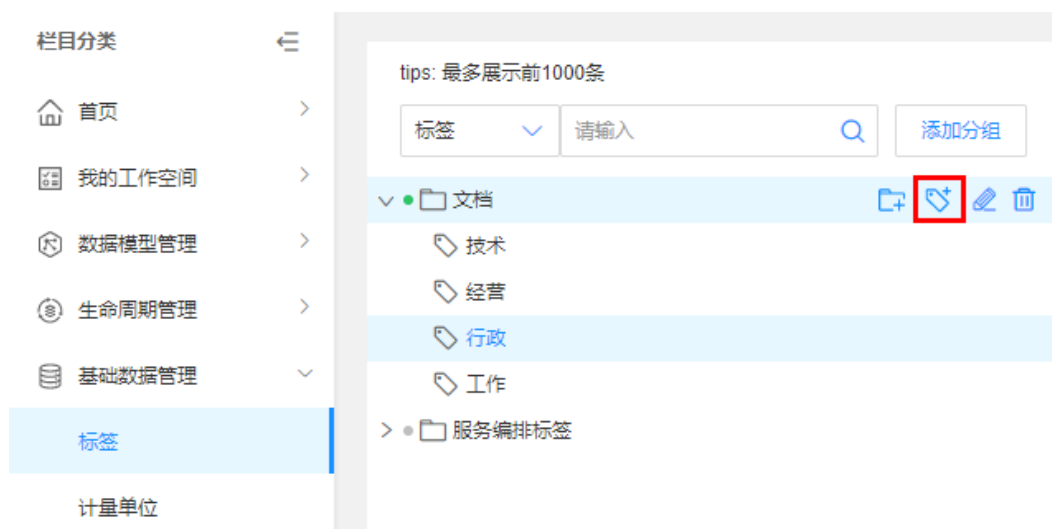 栏目分类
首页
我的工作空间
数据模型管理
生命周期管理
基础数据管理
标签
计量单位
tips: 最多展示前1000条
标签 请输入 添加分组
文档
技术
经营
行政
工作
服务编排标签